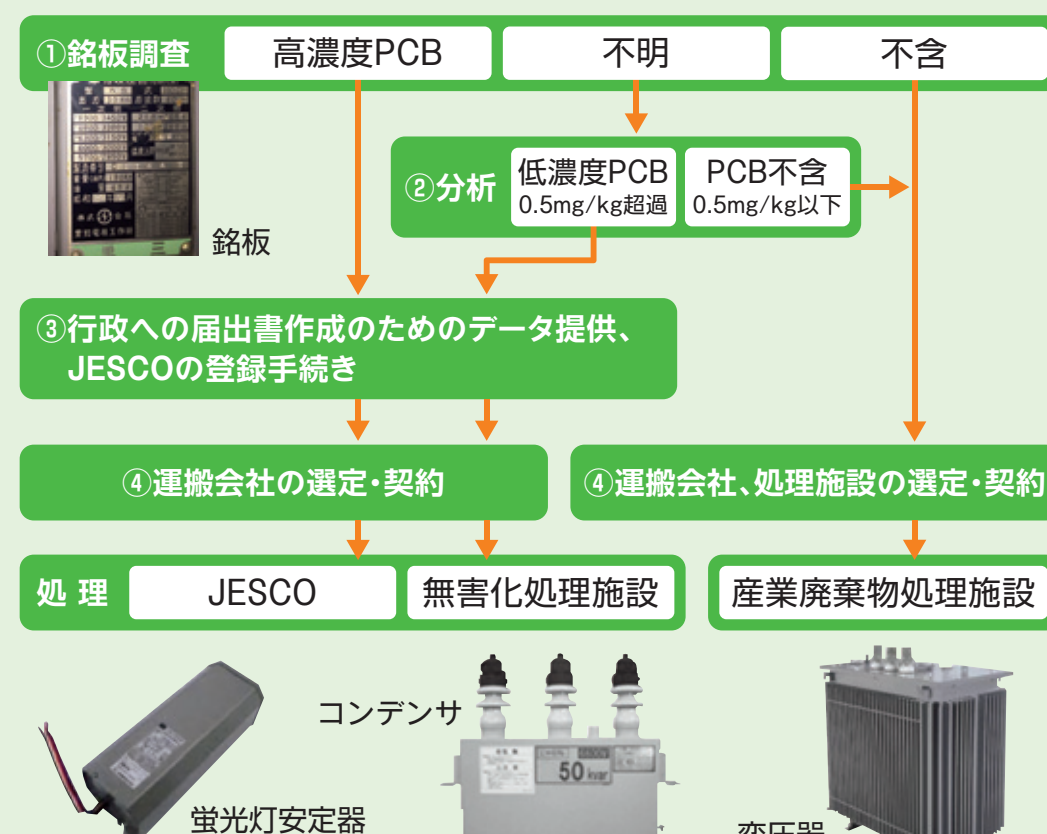 ①銘板調査
高濃度PCB
不明
不含
銘板
②分析
低濃度PCB
0.5mg/kg超過
PCB不含
0.5mg/kg以下
③行政への届出書作成のためのデータ提供、
JESCOの登録手続き
④運搬会社の選定・契約
④運搬会社、処理施設の選定・契約
処 理
JESCO
無害化処理施設
産業廃棄物処理施設
コンデンサ
50 kvar
蛍光灯安定器
変圧器